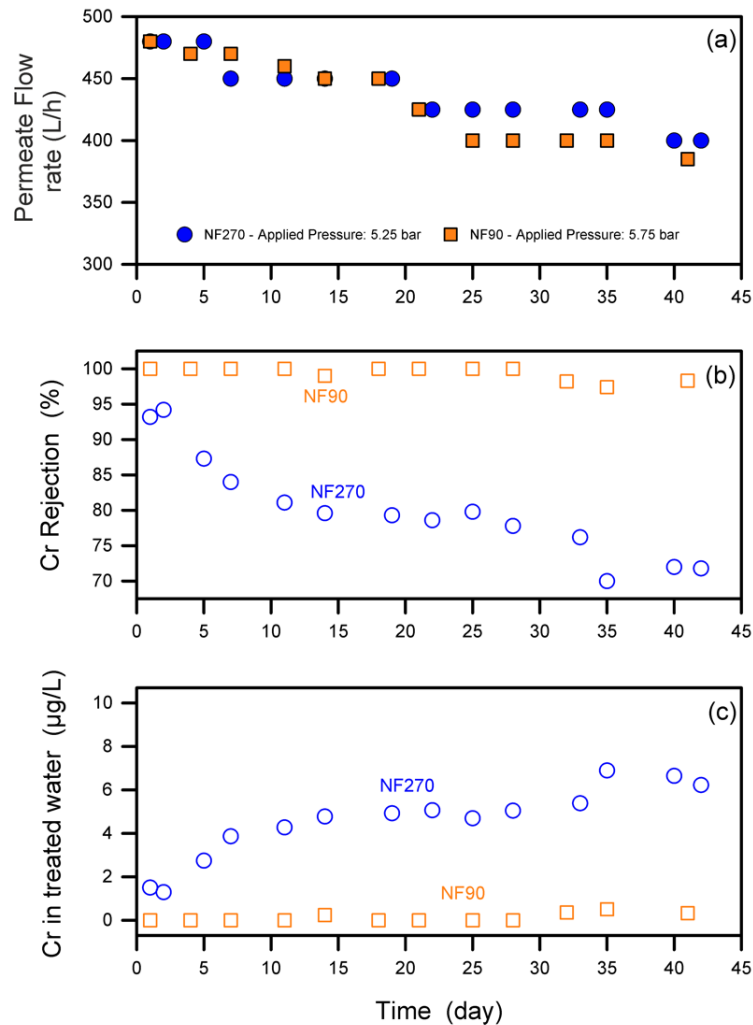 (a)
Permeate Flow
rate (L/h)
500
450
400
350
300
NF270 - Applied Pressure: 5.25 bar
NF90 - Applied Pressure: 5.75 bar
0 5 10 15 20 25 30 35 40 45
(b)
Cr Rejection (%)
100
95
90
85
80
75
70
NF90
NF270
0 5 10 15 20 25 30 35 40 45
(c)
Cr in treated water (µg/L)
10
8
6
4
2
0
NF270
NF90
0 5 10 15 20 25 30 35 40 45
Time (day)